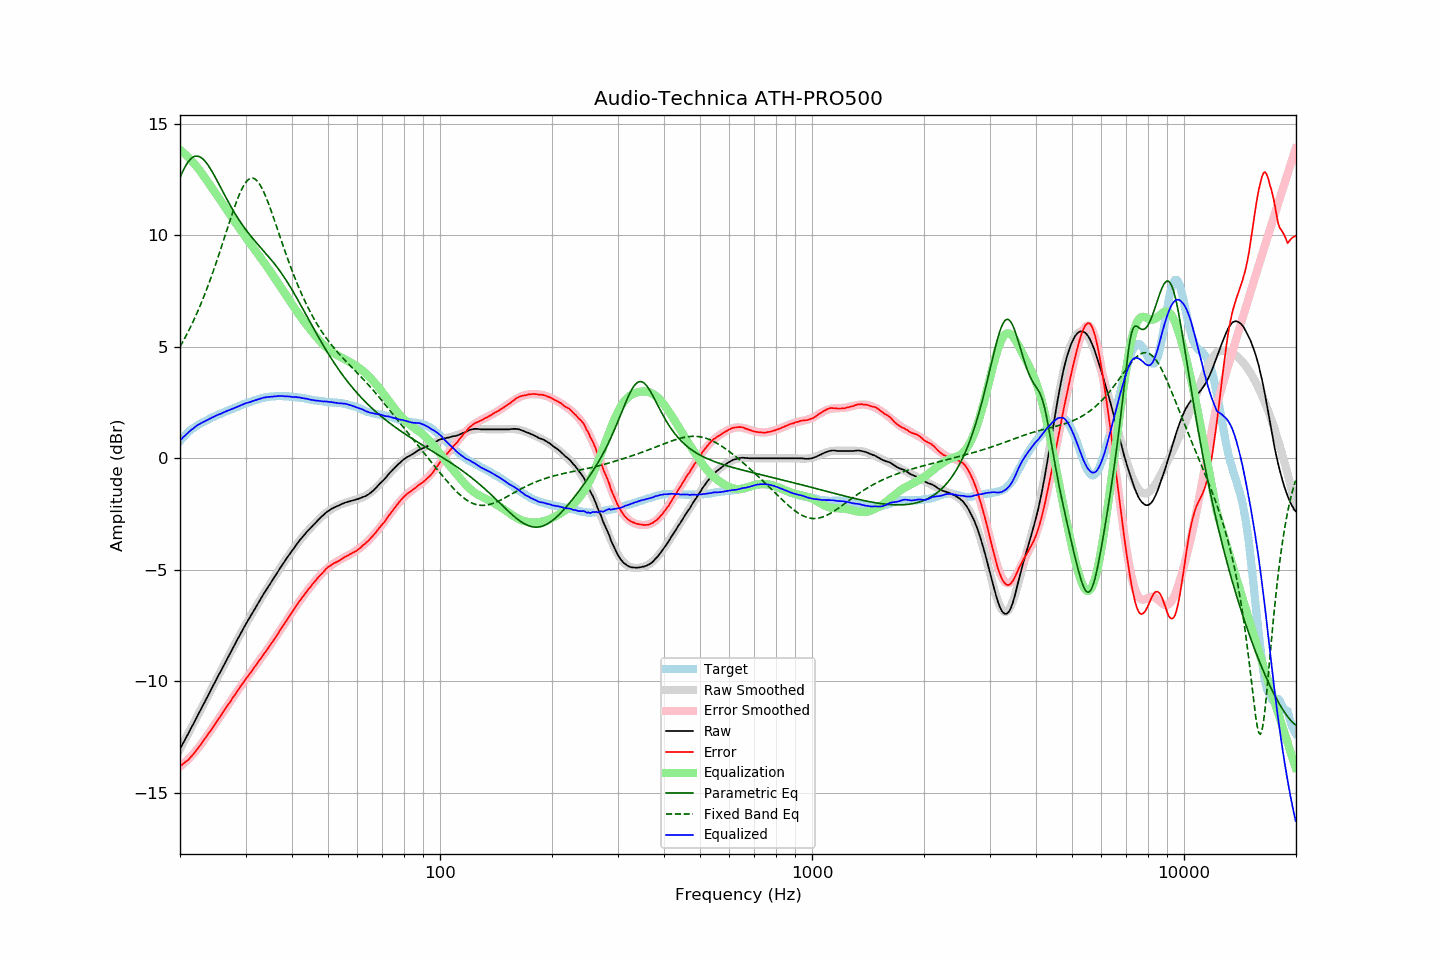 Audio-Technica ATH-PRO500
15
10
5
0
−5
−10
−15
Amplitude (dBr)
Target
Raw Smoothed
Error Smoothed
Raw
Error
Equalization
Parametric Eq
Fixed Band Eq
Equalized
100
1000
10000
Frequency (Hz)